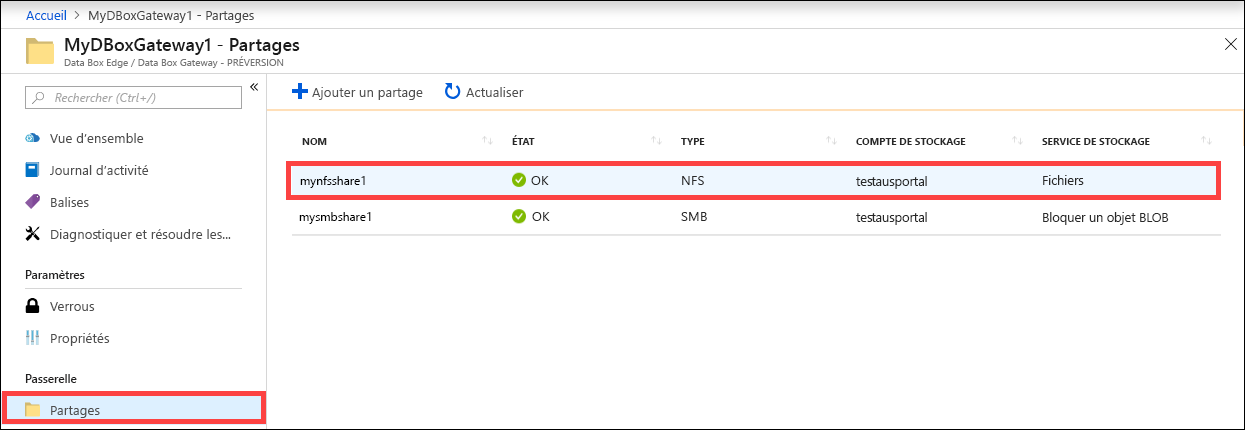 Accueil > MyDBoxGateway1 - Partages
MyDBoxGateway1 - Partages
Data Box Edge / Data Box Gateway - PRÉVERSION
Rechercher (Ctrl+/)
Vue d'ensemble
Journal d'activité
Balises
Diagnostiquer et résoudre les...
Paramètres
Verrous
Propriétés
Passerelle
Partages
Ajouter un partage Actualiser
NOM ÉTAT TYPE COMPTE DE STOCKAGE SERVICE DE STOCKAGE
mynfsshare1 OK NFS testausportal Fichiers
mysmbshare1 OK SMB testausportal Bloquer un objet BLOB